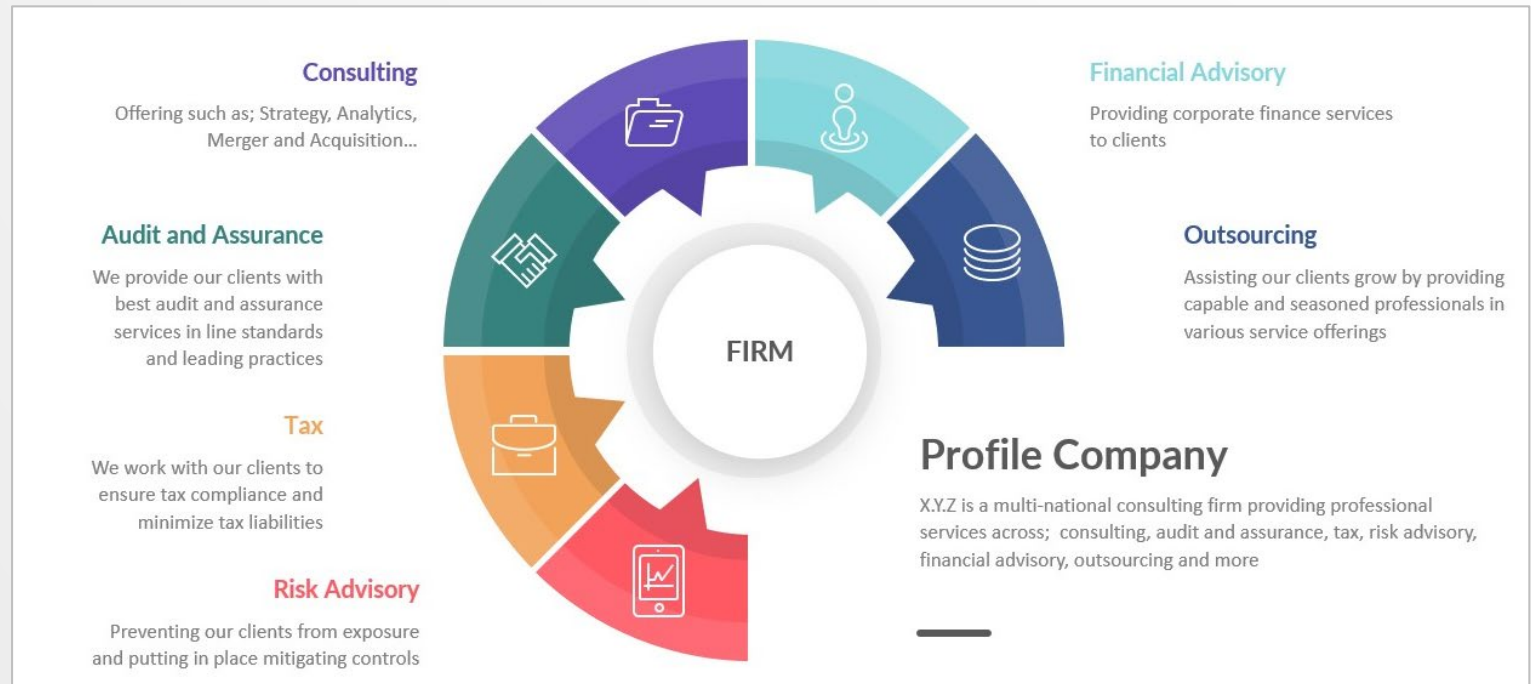 Consulting
Offering such as; Strategy, Analytics,
Merger and Acquisition...
Audit and Assurance
We provide our clients with
best audit and assurance
services in line standards
and leading practices
Tax
We work with our clients to
ensure tax compliance and
minimize tax liabilities
Risk Advisory
Preventing our clients from exposure
and putting in place mitigating controls
FIRM
Financial Advisory
Providing corporate finance services
to clients
Outsourcing
Assisting our clients grow by providing
capable and seasoned professionals in
various service offerings
Profile Company
X.Y.Z is a multi-national consulting firm providing professional
services across;  consulting, audit and assurance, tax, risk advisory,
financial advisory, outsourcing and more